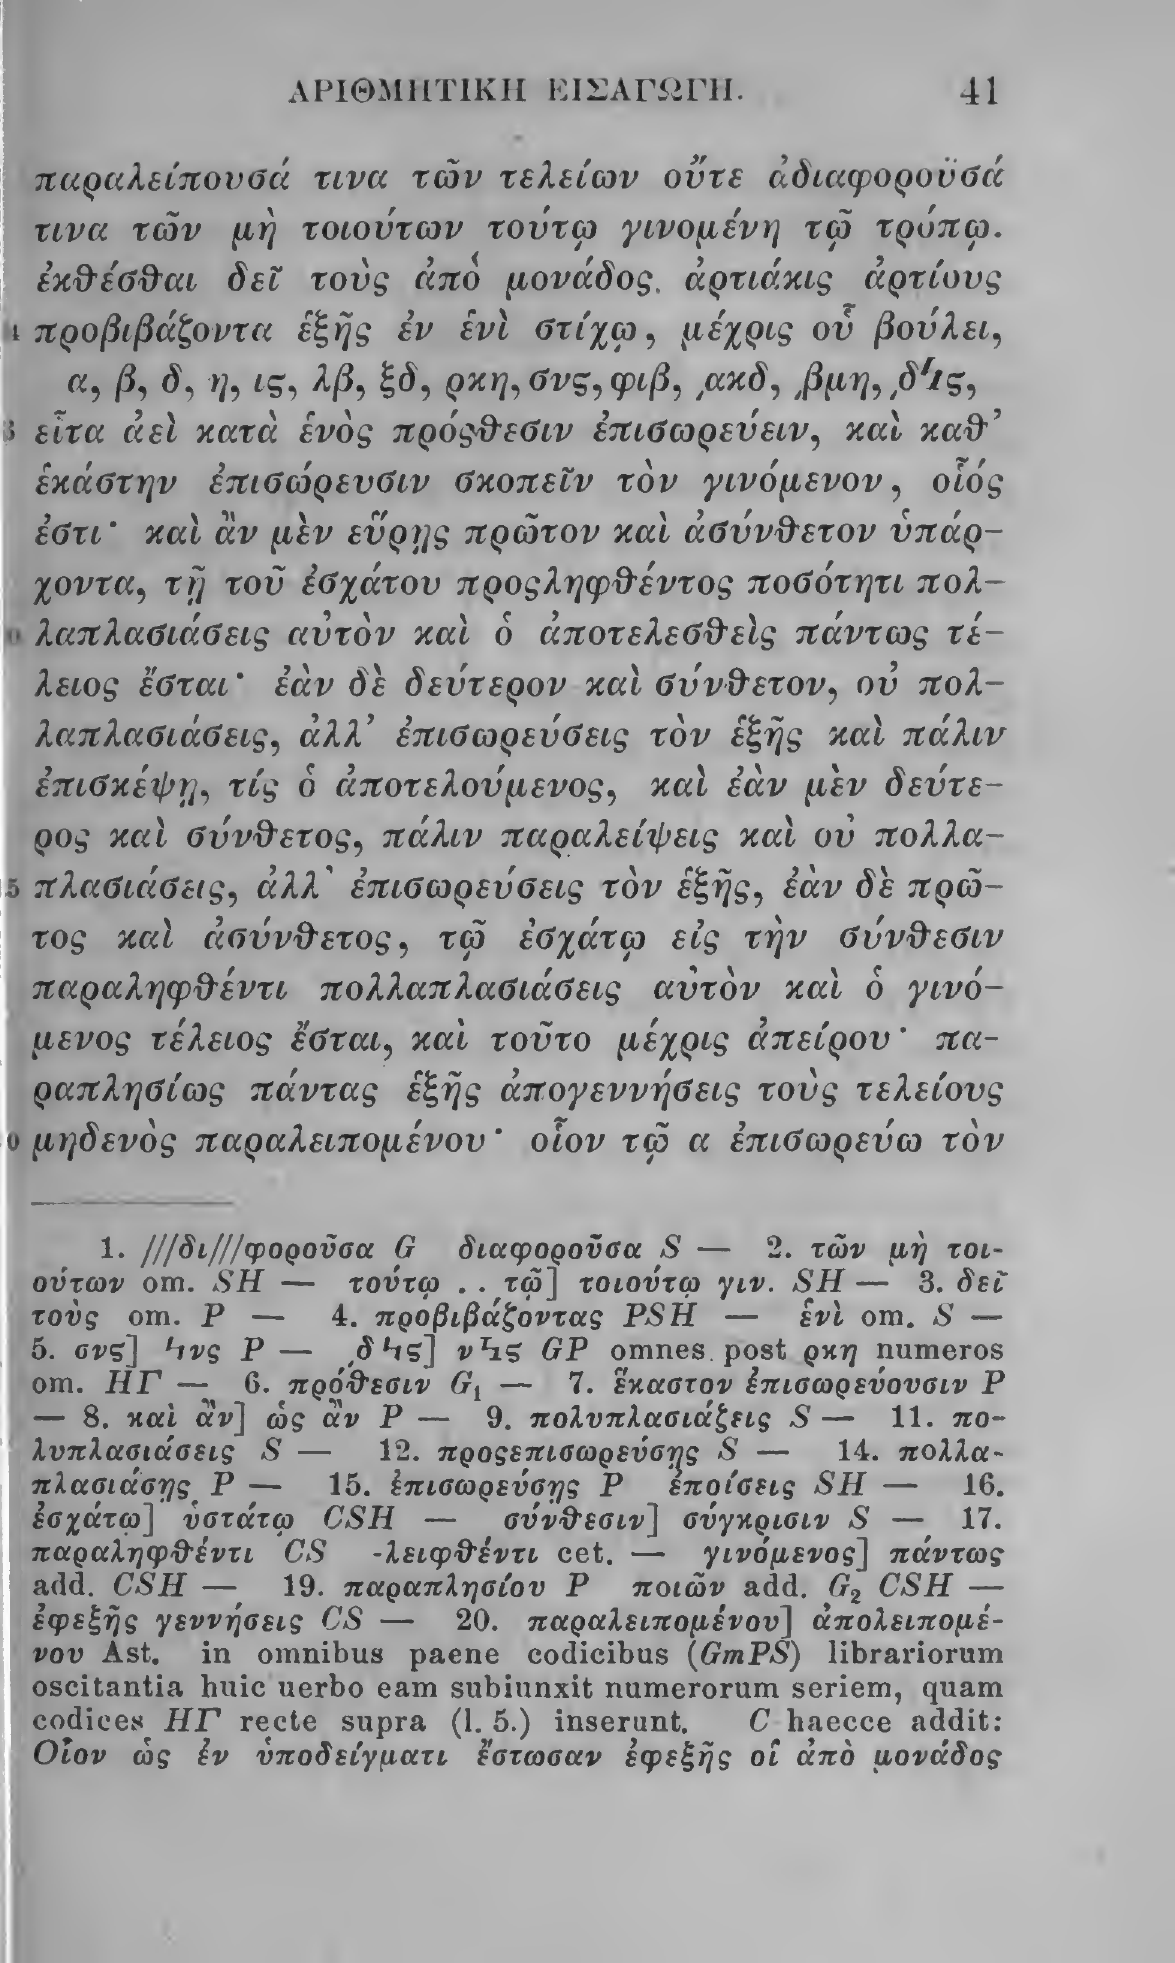 ΑΡΙΘΜΗΤΙΚΗ ΕΙΣΑΓΩΓΗ. 41
παραλείπουσά τινα τῶν τελείων οὔτε ἀδιαφοροῦσά
τινα τῶν μὴ τοιούτων τούτῳ γινομένη τῷ τρόπῳ.
ἐκθέσθαι δεῖ τοὺς ἀπὸ μονάδος ἀρτιάκις ἀρτίους
4 προβιβάζοντα ἑξῆς ἐν ἑνὶ στίχῳ, μέχρις οὗ βούλει,
α, β, δ, η, ις, λβ, ξδ, ρκη, σνς, φιβ, ͵ακδ, ͵βμη, ͵δϟς,
εἶτα ἀεὶ κατὰ ἑνὸς πρόςθεσιν ἐπισωρεύειν, καὶ καθ’
ἑκάστην ἐπισώρευσιν σκοπεῖν τὸν γινόμενον, οἷός
ἐστι· καὶ ἂν μὲν εὕρῃς πρῶτον καὶ ἀσύνθετον ὑπάρ-
χοντα, τῇ τοῦ ἐσχάτου προςληφθέντος ποσότητι πολ-
0 λαπλασιάσεις αὐτὸν καὶ ὁ ἀποτελεσθεὶς πάντως τέ-
λειος ἔσται· ἐὰν δὲ δεύτερον καὶ σύνθετον, οὐ πολ-
λαπλασιάσεις, ἀλλ’ ἐπισωρεύσεις τὸν ἑξῆς καὶ πάλιν
ἐπισκέψῃ, τίς ὁ ἀποτελούμενος, καὶ ἐὰν μὲν δεύτε-
ρος καὶ σύνθετος, πάλιν παραλείψεις καὶ οὐ πολλα-
5 πλασιάσεις, ἀλλ’ ἐπισωρεύσεις τὸν ἑξῆς, ἐὰν δὲ πρῶ-
τος καὶ ἀσύνθετος, τῷ ἐσχάτῳ εἰς τὴν σύνθεσιν
παραληφθέντι πολλαπλασιάσεις αὐτὸν καὶ ὁ γινό-
μενος τέλειος ἔσται, καὶ τοῦτο μέχρις ἀπείρου· πα-
ραπλησίως πάντας ἑξῆς ἀπογεννήσεις τοὺς τελείους
0 μηδενὸς παραλειπομένου· οἷον τῷ α ἐπισωρεύω τὸν
1. ///δι///φοροῦσα G διαφοροῦσα S — 2. τῶν μὴ τοι-
ούτων om. SH — τούτῳ . . τῷ] τοιούτῳ γιν. SH — 3. δεῖ
τοὺς om. P — 4. προβιβάζοντας PSH — ἑνὶ om. S —
5. σνς] ϟνς P — ͵δϟς] νϟς GP omnes post ρκη numeros
om. HΓ — 6. πρόθεσιν G₁ — 7. ἕκαστον ἐπισωρεύουσιν P
— 8. καὶ ἂν] ὡς ἂν P — 9. πολυπλασιάζεις S — 11. πο-
λυπλασιάσεις S — 12. προςεπισωρεύσῃς S — 14. πολλα-
πλασιάσῃς P — 15. ἐπισωρεύσῃς P ἐποίσεις SH — 16.
ἐσχάτῳ] ὑστάτῳ CSH — σύνθεσιν] σύγκρισιν S — 17.
παραληφθέντι CS -λειφθέντι cet. — γινόμενος] πάντως
add. CSH — 19. παραπλησίου P ποιῶν add. G₂ CSH —
ἐφεξῆς γεννήσεις CS — 20. παραλειπομένου] ἀπολειπομέ-
νου Ast. in omnibus paene codicibus (GmPS) librariorum
oscitantia huic uerbo eam subiunxit numerorum seriem, quam
codices HΓ recte supra (l. 5.) inserunt. C haecce addit:
Οἷον ὡς ἐν ὑποδείγματι ἔστωσαν ἐφεξῆς οἱ ἀπὸ μονάδος